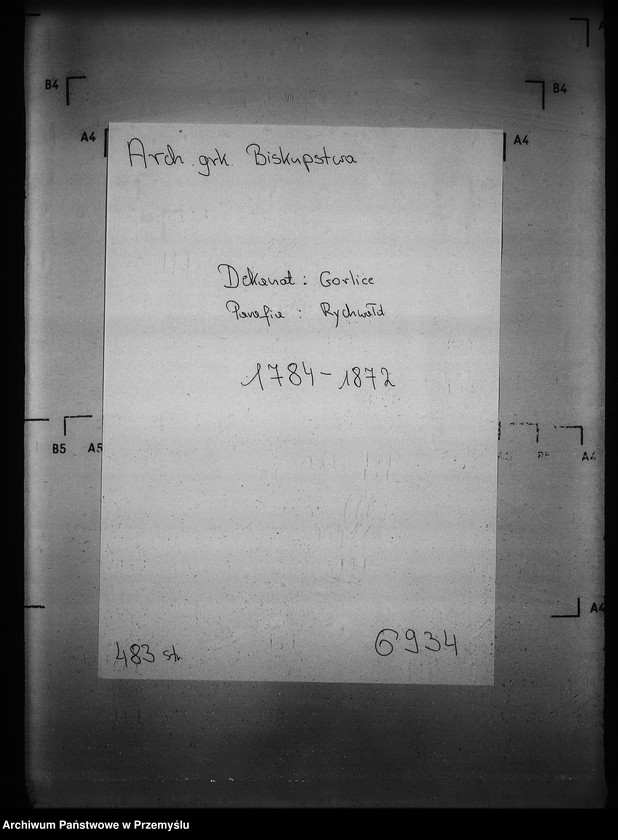 B4
B4
A4
A4
Arch. grk. Biskupstwa
Dekanat : Gorlice
Parafia : Rychwałd
1784-1872
B5 A5
A4
A4
483 str.
6934
Archiwum Państwowe w Przemyślu